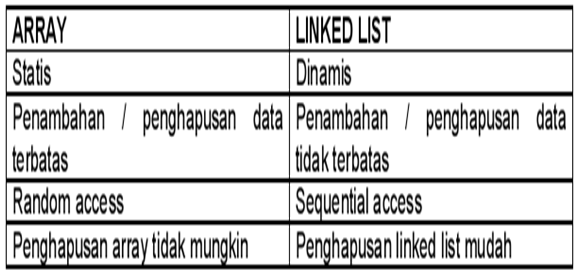 ARRAY LINKED LIST
Statis Dinamis
Penambahan / penghapusan data Penambahan / penghapusan data
terbatas tidak terbatas
Random access Sequential access
Penghapusan array tidak mungkin Penghapusan linked list mudah